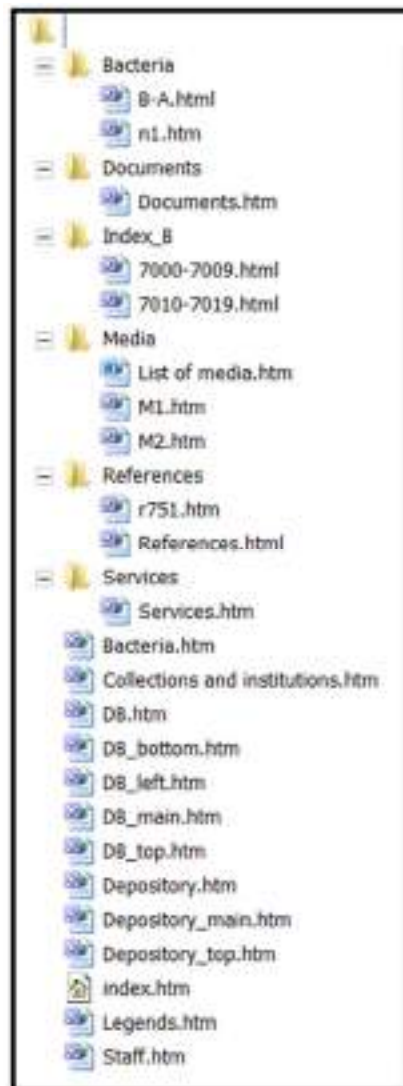 Bacteria
B-A.html
n1.htm
Documents
Documents.htm
Index_B
7000-7009.html
7010-7019.html
Media
List of media.htm
M1.htm
M2.htm
References
r751.htm
References.html
Services
Services.htm
Bacteria.htm
Collections and institutions.htm
DB.htm
DB_bottom.htm
DB_left.htm
DB_main.htm
DB_top.htm
Depository.htm
Depository_main.htm
Depository_top.htm
index.htm
Legends.htm
Staff.htm